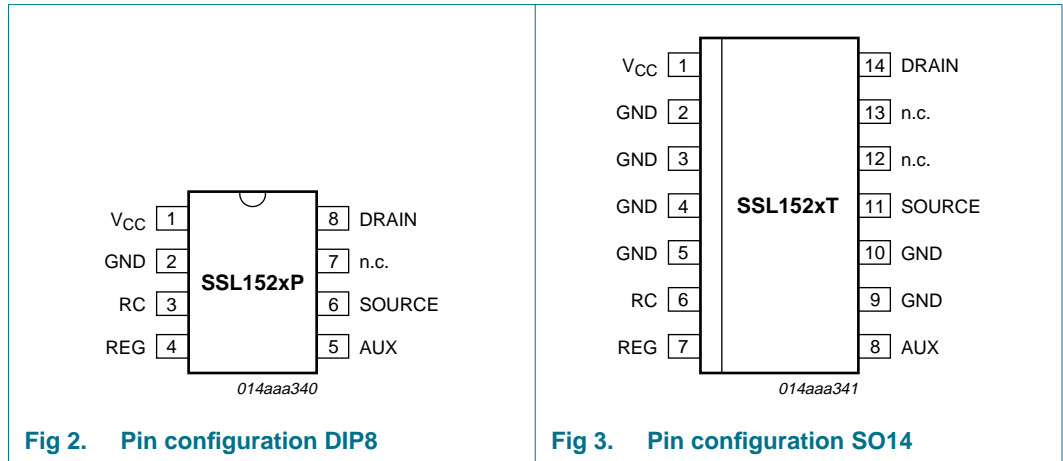 VCC 1
8 DRAIN
GND 2
7 n.c.
SSL152xP
RC 3
6 SOURCE
REG 4
5 AUX
014aaa340
Fig 2. Pin configuration DIP8
VCC 1
14 DRAIN
GND 2
13 n.c.
GND 3
12 n.c.
GND 4
SSL152xT
11 SOURCE
GND 5
10 GND
RC 6
9 GND
REG 7
8 AUX
014aaa341
Fig 3. Pin configuration SO14